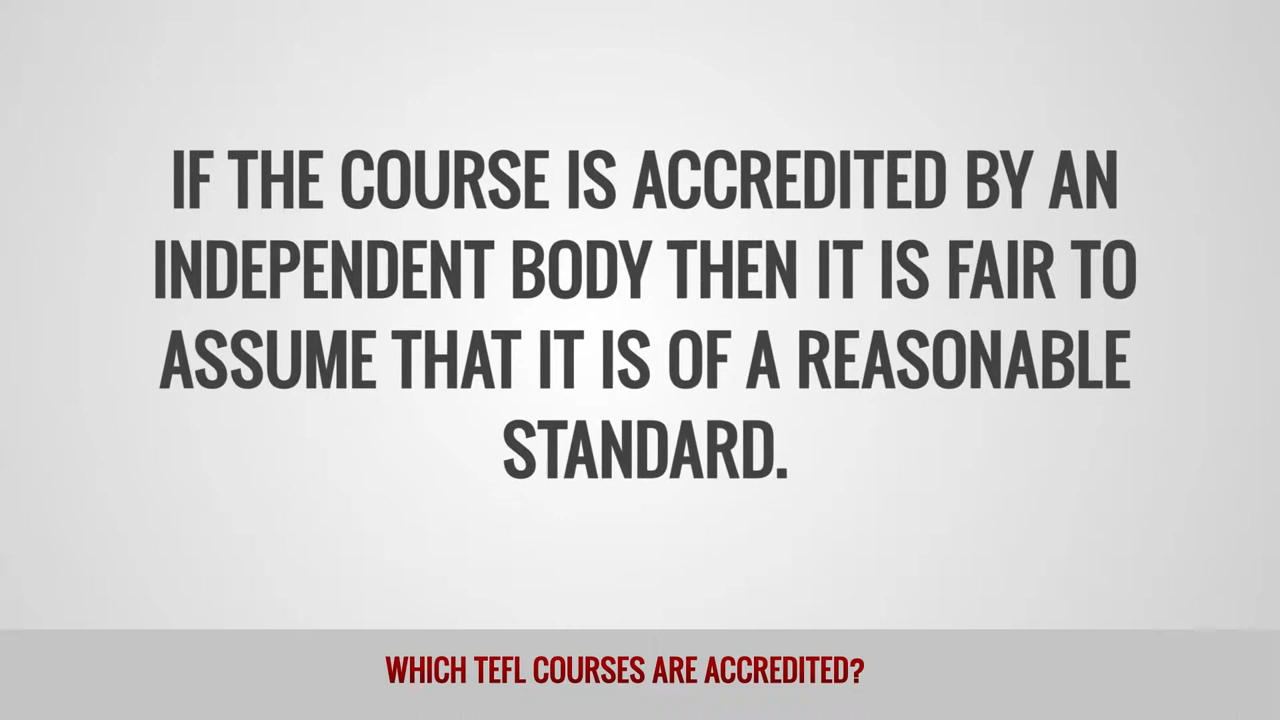 IF THE COURSE IS ACCREDITED BY AN
INDEPENDENT BODY THEN IT IS FAIR TO
ASSUME THAT IT IS OF A REASONABLE
STANDARD.
WHICH TEFL COURSES ARE ACCREDITED?